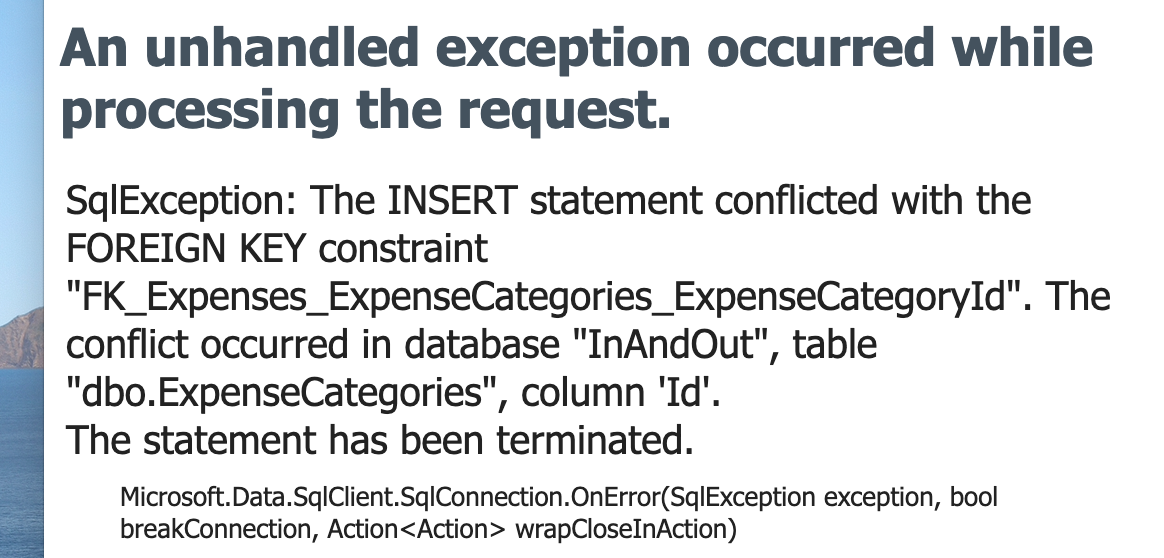 An unhandled exception occurred while
processing the request.
SqlException: The INSERT statement conflicted with the
FOREIGN KEY constraint
"FK_Expenses_ExpenseCategories_ExpenseCategoryId". The
conflict occurred in database "InAndOut", table
"dbo.ExpenseCategories", column 'Id'.
The statement has been terminated.
Microsoft.Data.SqlClient.SqlConnection.OnError(SqlException exception, bool
breakConnection, Action<Action> wrapCloseInAction)